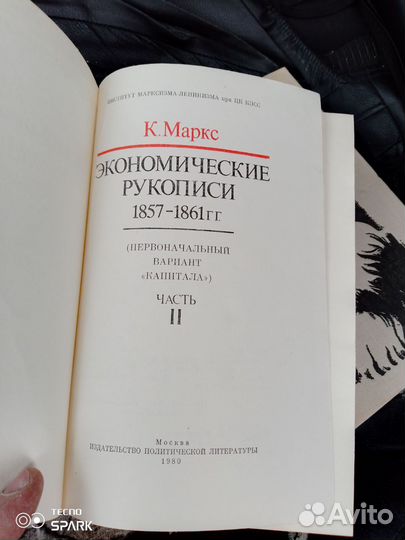 ИНСТИТУТ МАРКСИЗМА-ЛЕНИНИЗМА при ЦК КПСС
К. Маркс
ЭКОНОМИЧЕСКИЕ
РУКОПИСИ
1857–1861 ГГ.
(ПЕРВОНАЧАЛЬНЫЙ
ВАРИАНТ
«КАПИТАЛА»)
ЧАСТЬ
II
Москва
ИЗДАТЕЛЬСТВО ПОЛИТИЧЕСКОЙ ЛИТЕРАТУРЫ
1980
TECNO
SPARK
Avito